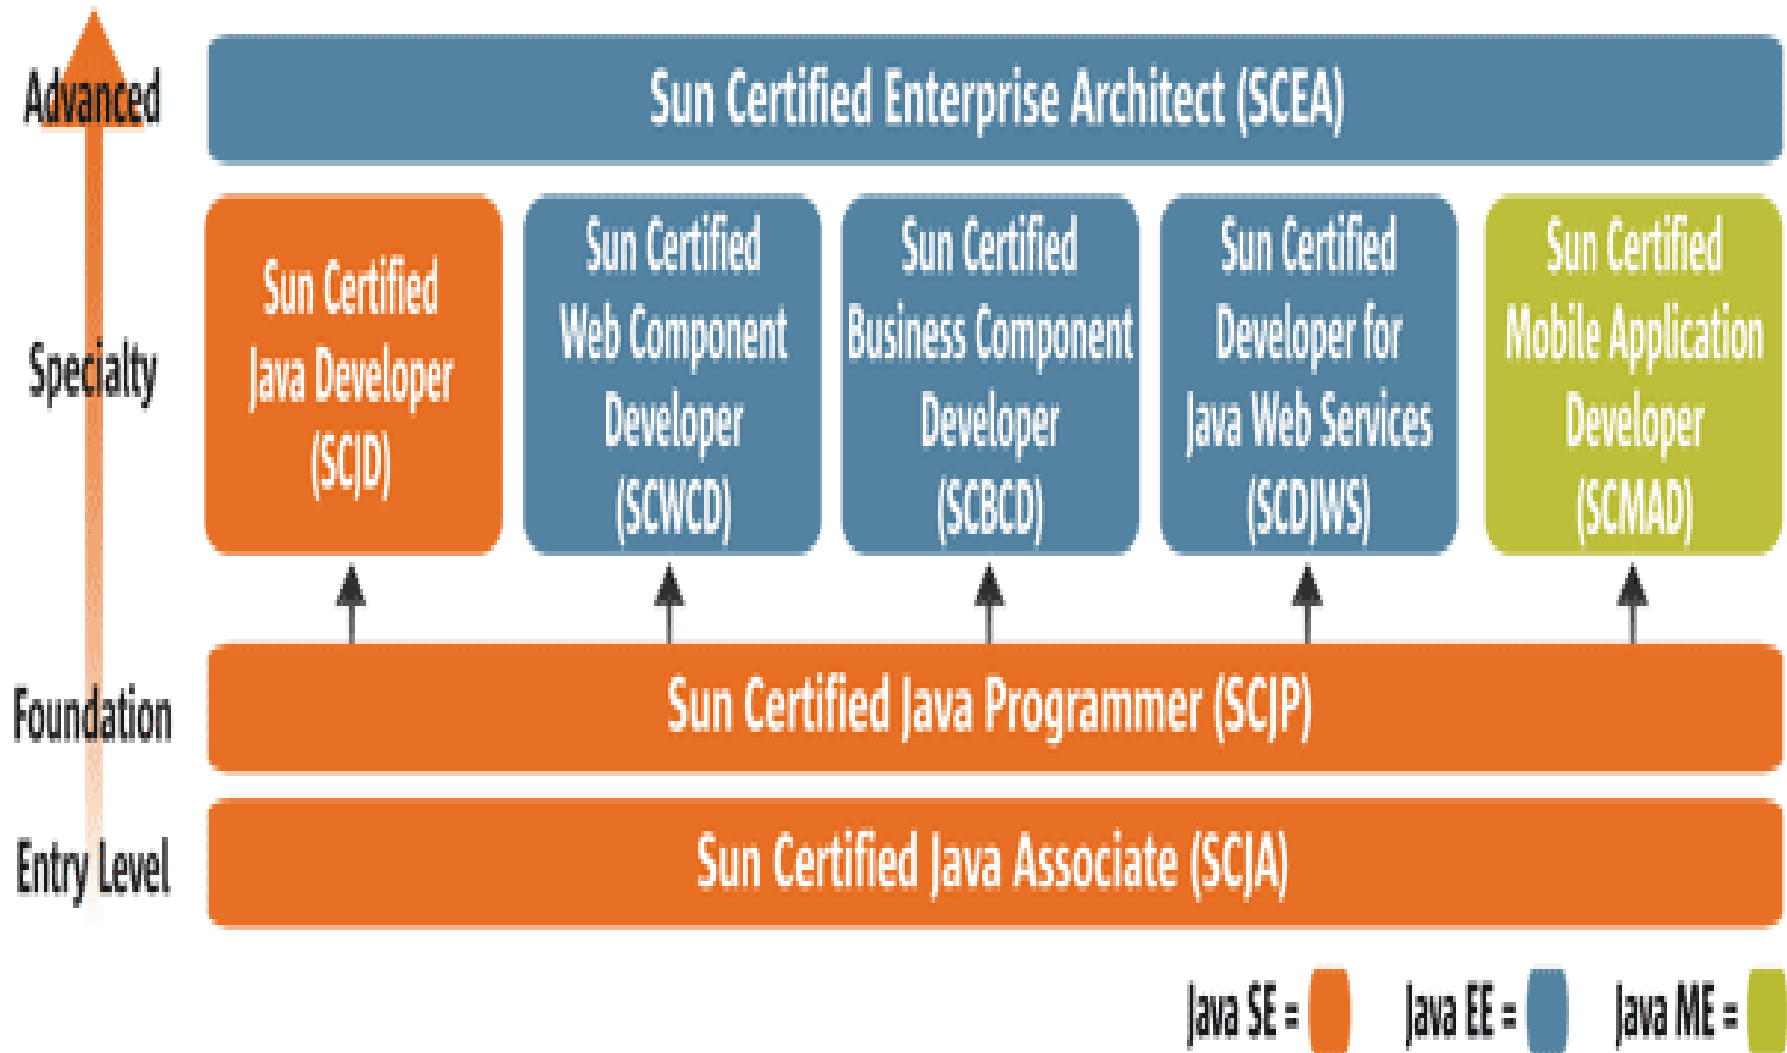 Advanced
Sun Certified Enterprise Architect (SCEA)
Specialty
Sun Certified
Java Developer
(SCJD)
Sun Certified
Web Component
Developer
(SCWCD)
Sun Certified
Business Component
Developer
(SCBCD)
Sun Certified
Developer for
Java Web Services
(SCDJWS)
Sun Certified
Mobile Application
Developer
(SCMAD)
Foundation
Sun Certified Java Programmer (SCJP)
Entry Level
Sun Certified Java Associate (SCJA)
Java SE =
Java EE =
Java ME =